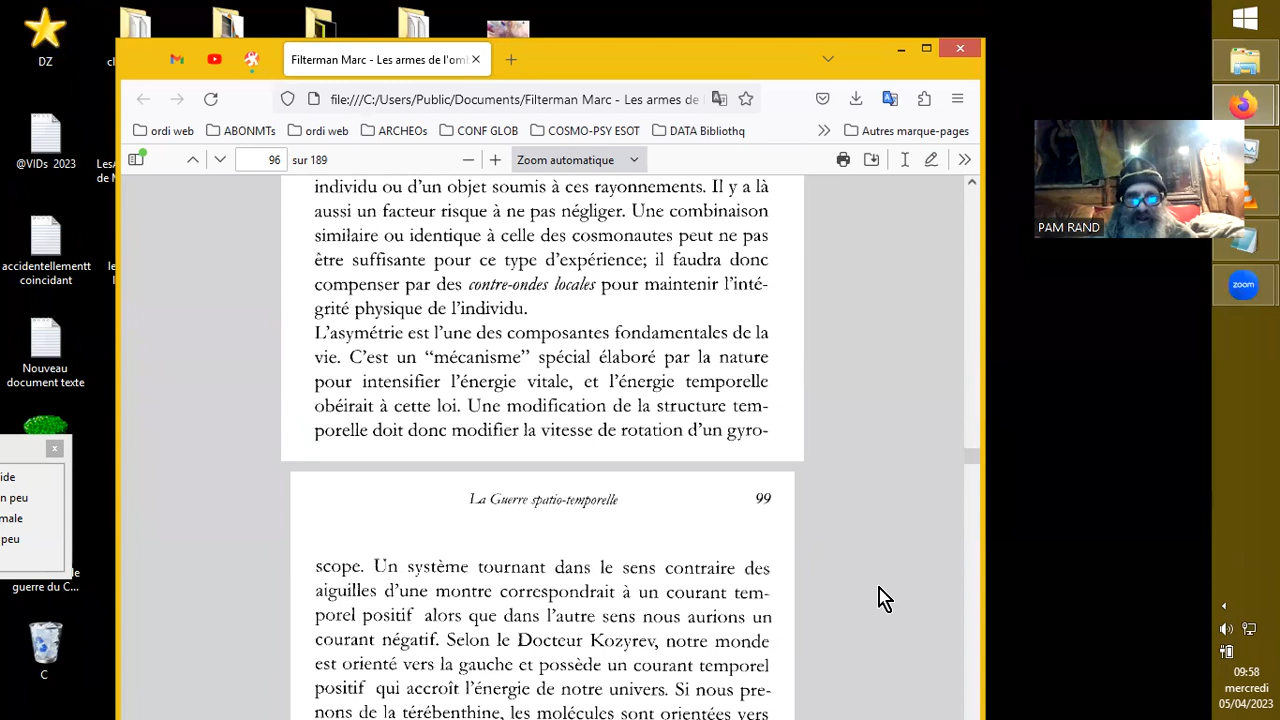 DZ
Filterman Marc - Les armes de l'oml
file:///C:/Users/Public/Documents/Filterman Marc - Les armes de
ordi web
ABONMTs
ordi web
ARCHEOs
CONF GLOB
COSMO-PSY ESOT
DATA Bibliothq
Autres marque-pages
96 sur 189
Zoom automatique
individu ou d'un objet soumis à ces rayonnements. Il y a là
aussi un facteur risque à ne pas négliger. Une combinaison
similaire ou identique à celle des cosmonautes peut ne pas
être suffisante pour ce type d'expérience; il faudra donc
compenser par des contre-ondes locales pour maintenir l'inté-
grité physique de l'individu.
L'asymétrie est l'une des composantes fondamentales de la
vie. C'est un “mécanisme” spécial élaboré par la nature
pour intensifier l'énergie vitale, et l'énergie temporelle
obéirait à cette loi. Une modification de la structure tem-
porelle doit donc modifier la vitesse de rotation d'un gyro-
La Guerre spatio-temporelle 99
scope. Un système tournant dans le sens contraire des
aiguilles d'une montre correspondrait à un courant tem-
porel positif alors que dans l'autre sens nous aurions un
courant négatif. Selon le Docteur Kozyrev, notre monde
est orienté vers la gauche et possède un courant temporel
positif qui accroît l'énergie de notre univers. Si nous pre-
nons de la térébenthine, les molécules sont orientées vers
@VIDs 2023
accidentellementt
coincidant
Nouveau
document texte
ide
n peu
male
peu
guerre du C...
C
PAM RAND
zoom
09:58
mercredi
05/04/2023